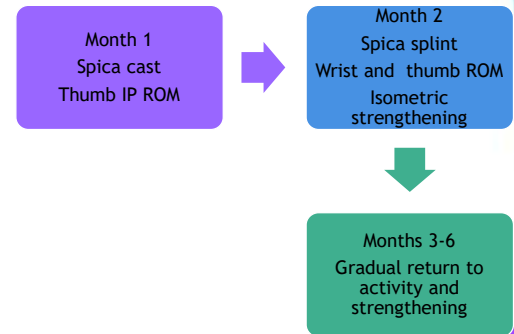 Month 1
Spica cast
Thumb IP ROM
Month 2
Spica splint
Wrist and thumb ROM
Isometric
strengthening
Months 3-6
Gradual return to
activity and
strengthening